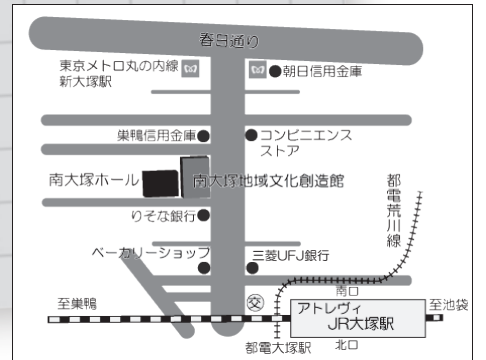 春日通り
東京メトロ丸の内線
新大塚駅
朝日信用金庫
巣鴨信用金庫
コンビニエンス
ストア
南大塚ホール
南大塚地域文化創造館
都電荒川線
りそな銀行
ベーカリーショップ
三菱UFJ銀行
至巣鴨
交
南口
アトレヴィ
JR大塚駅
至池袋
都電大塚駅
北口